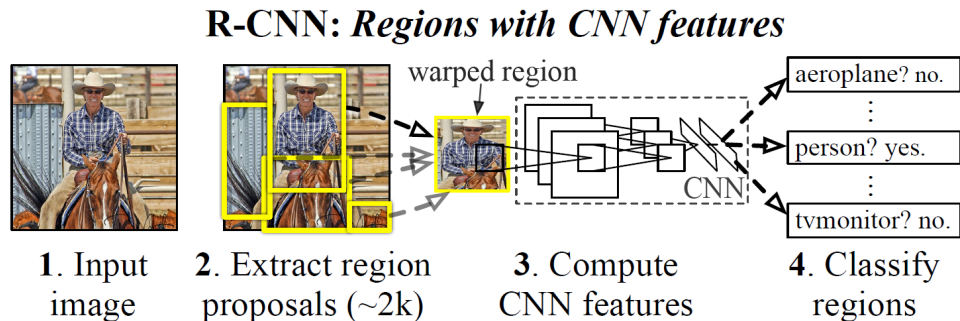 R-CNN: Regions with CNN features
warped region
aeroplane? no.
⋮
person? yes.
⋮
tvmonitor? no.
CNN
1. Input
image
2. Extract region
proposals (~2k)
3. Compute
CNN features
4. Classify
regions